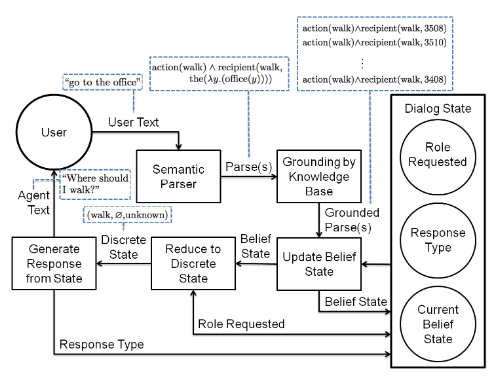 action(walk)∧recipient(walk, 3508)
action(walk)∧recipient(walk, 3510)
⋮
action(walk)∧recipient(walk, 3408)
action(walk) ∧ recipient(walk,
the(λy.(office(y))))
“go to the office”
User
User Text
Semantic
Parser
Parse(s)
Grounding by
Knowledge
Base
Grounded
Parse(s)
Dialog State
Role
Requested
Response
Type
Current
Belief
State
“Where should
I walk?”
Agent
Text
(walk, ∅,unknown)
Discrete
State
Belief
State
Generate
Response
from State
Reduce to
Discrete
State
Update Belief
State
Belief State
Role Requested
Response Type